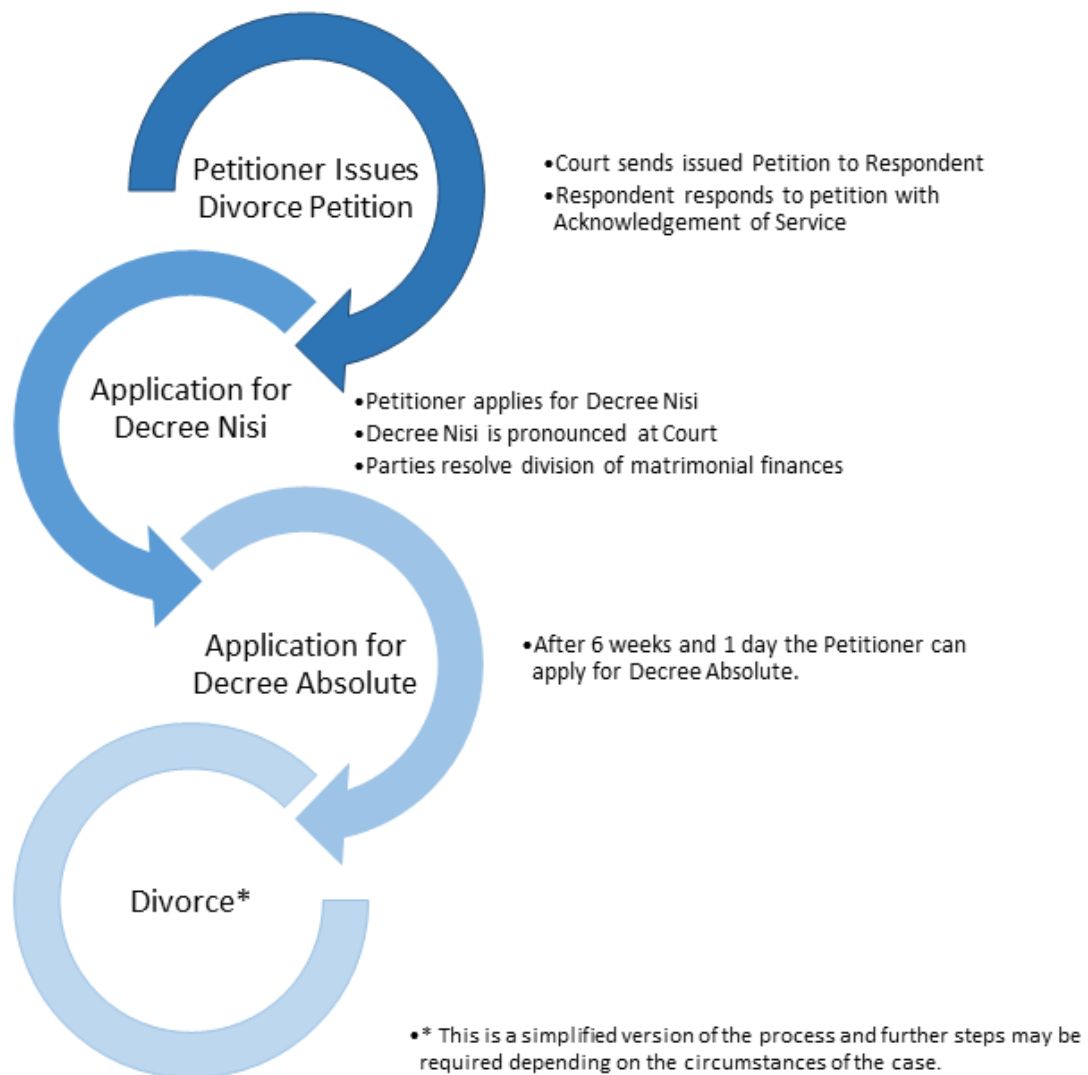 Petitioner Issues
Divorce Petition
•Court sends issued Petition to Respondent
•Respondent responds to petition with
Acknowledgement of Service
Application for
Decree Nisi
•Petitioner applies for Decree Nisi
•Decree Nisi is pronounced at Court
•Parties resolve division of matrimonial finances
Application for
Decree Absolute
•After 6 weeks and 1 day the Petitioner can
apply for Decree Absolute.
Divorce*
•* This is a simplified version of the process and further steps may be
required depending on the circumstances of the case.